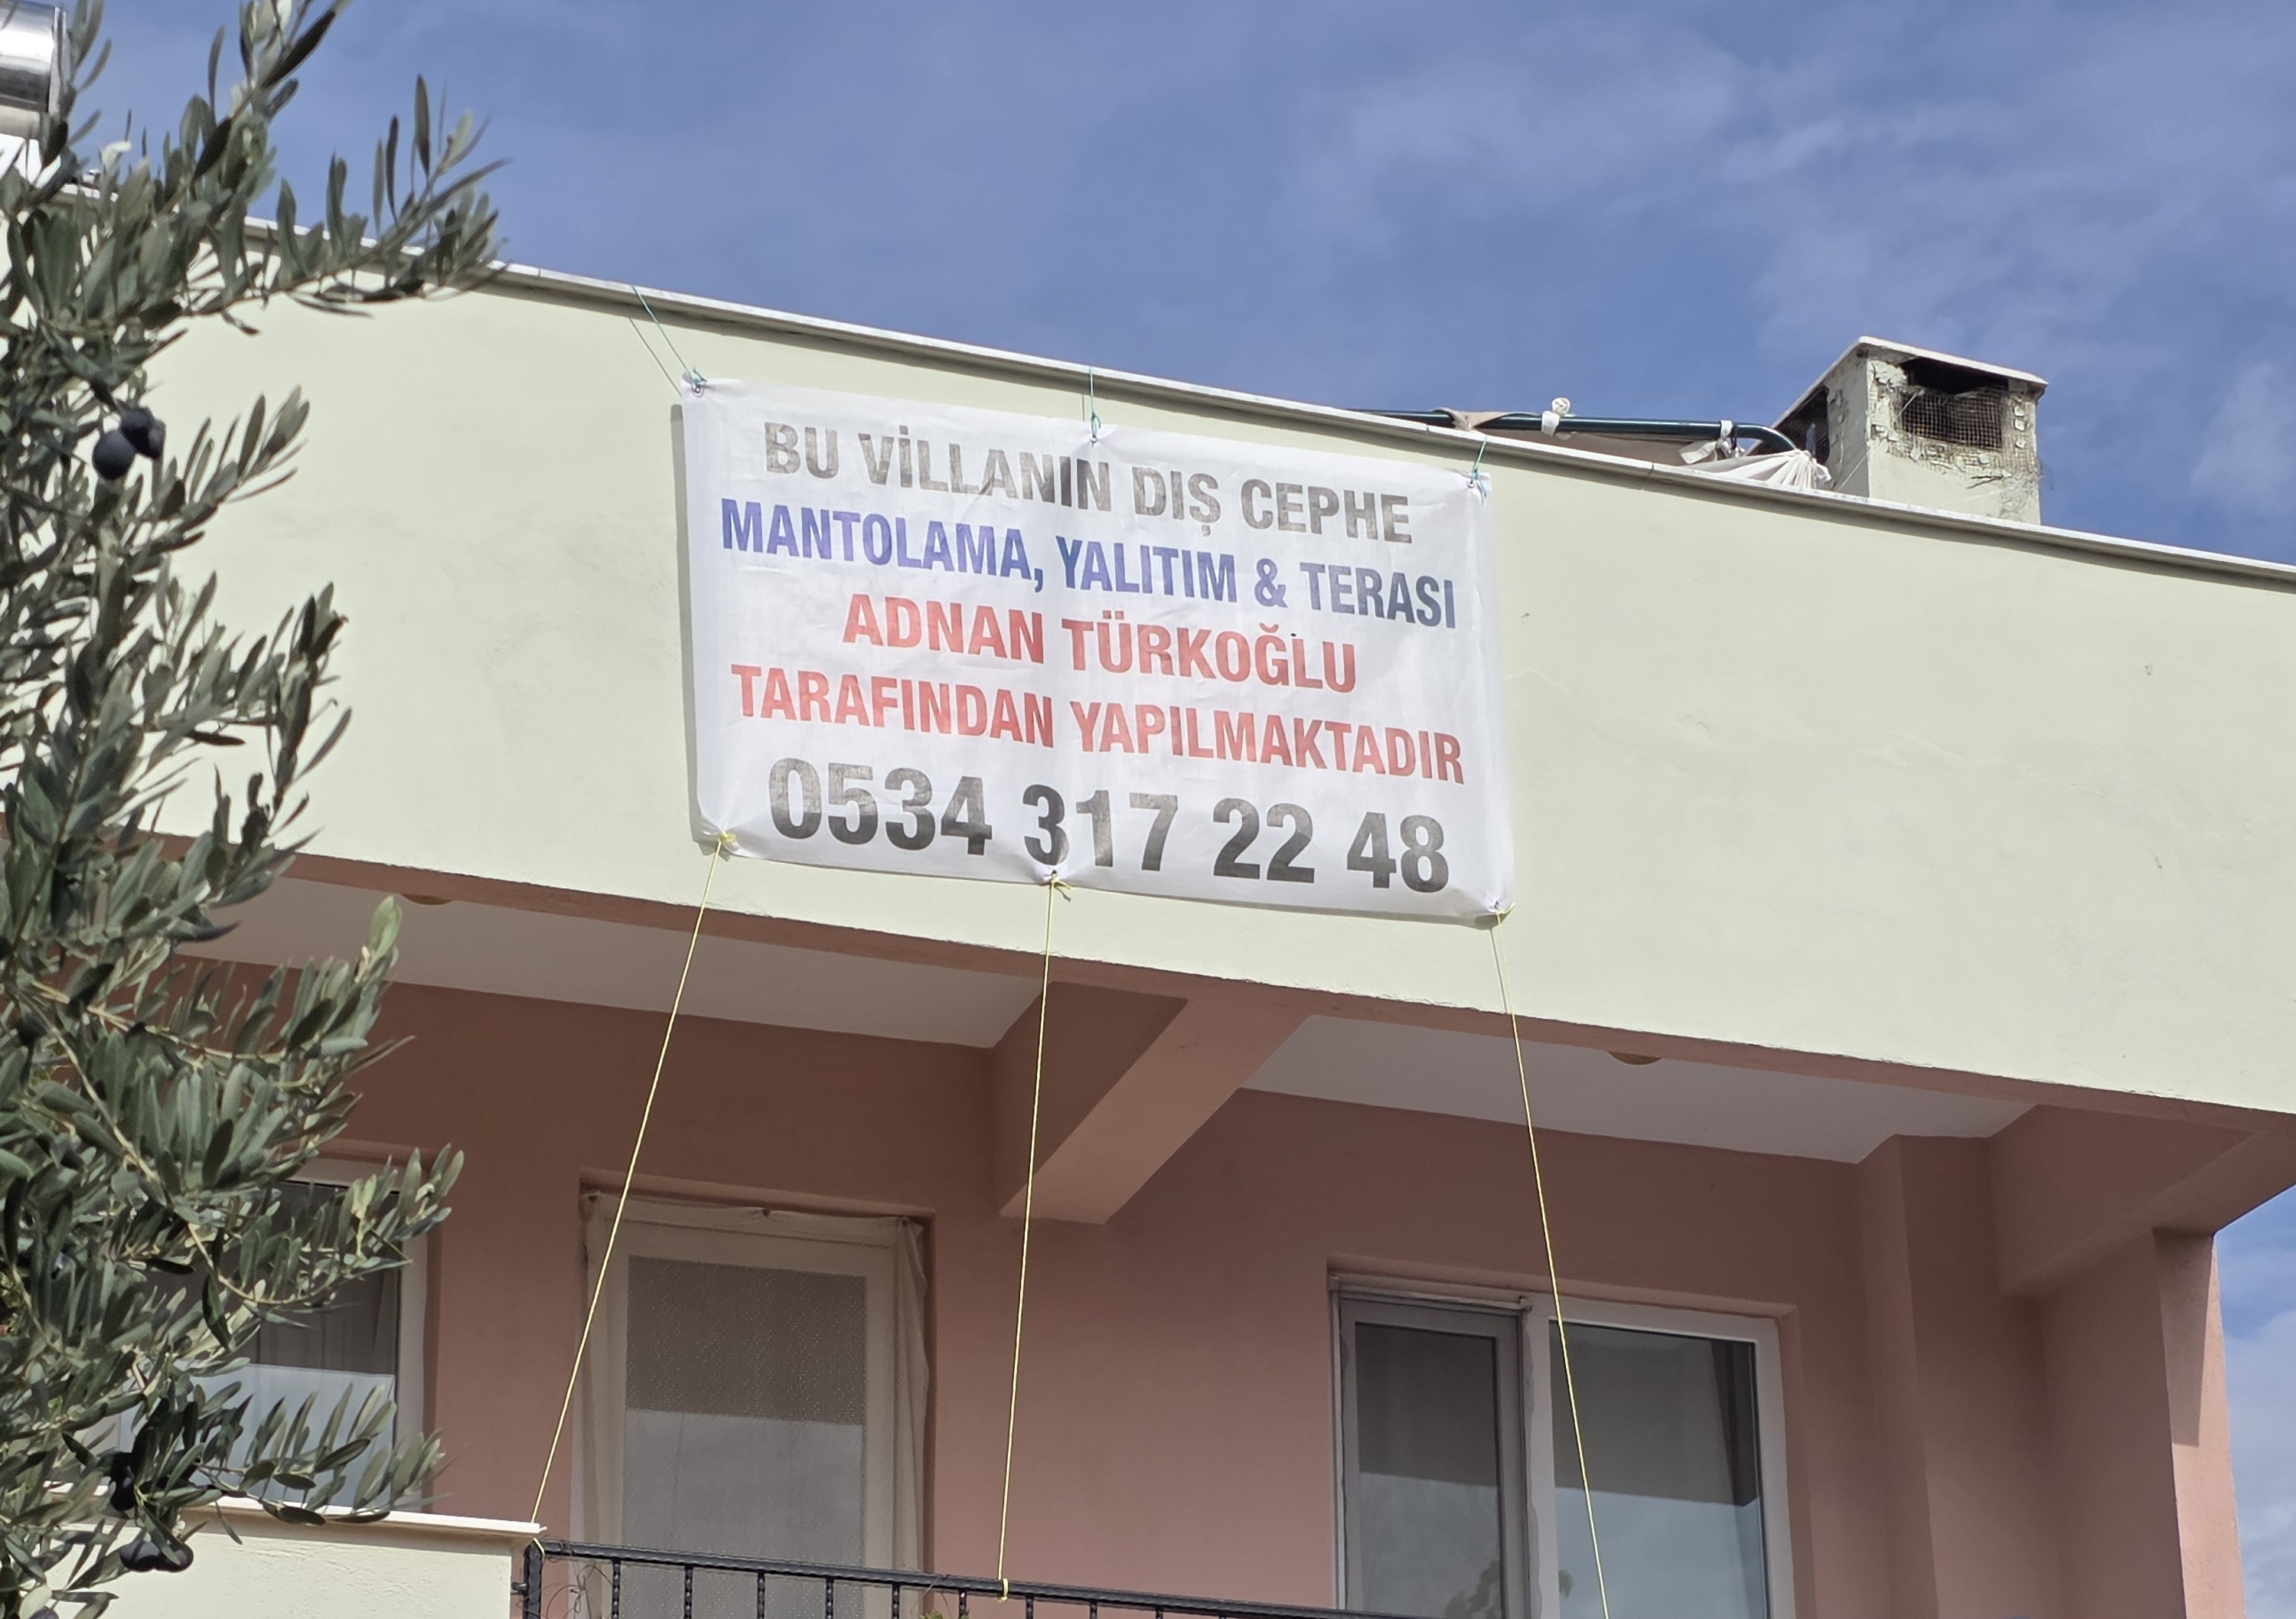 BU VİLLANIN DIŞ CEPHE
MANTOLAMA, YALITIM & TERASI
ADNAN TÜRKOĞLU
TARAFINDAN YAPILMAKTADIR
0534 317 22 48